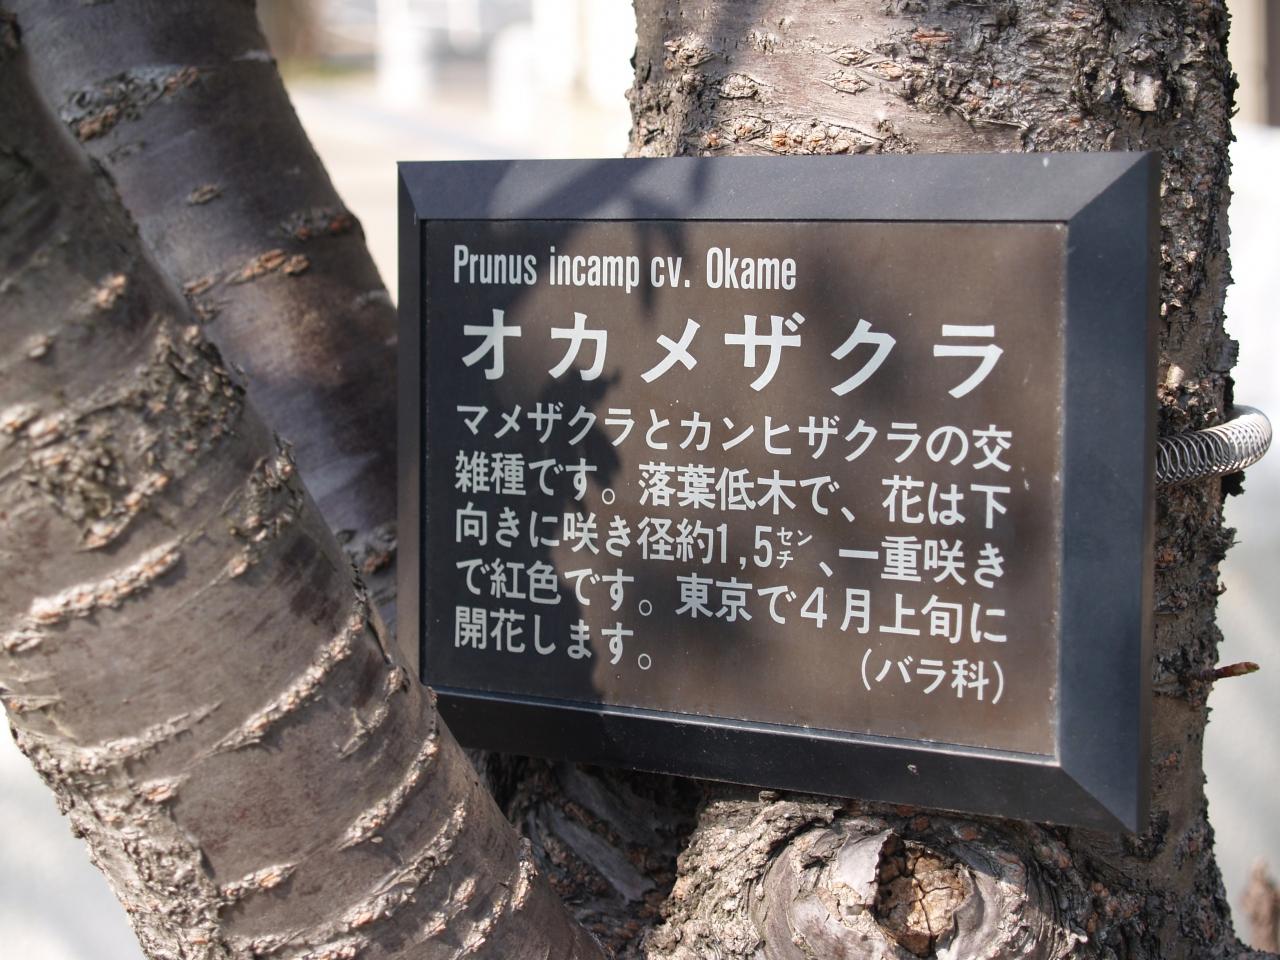 Prunus incamp cv. Okame
オカメザクラ
マメザクラとカンヒザクラの交
雑種です。落葉低木で、花は下
向きに咲き径約1,5センチ、一重咲き
で紅色です。東京で4月上旬に
開花します。
(バラ科)